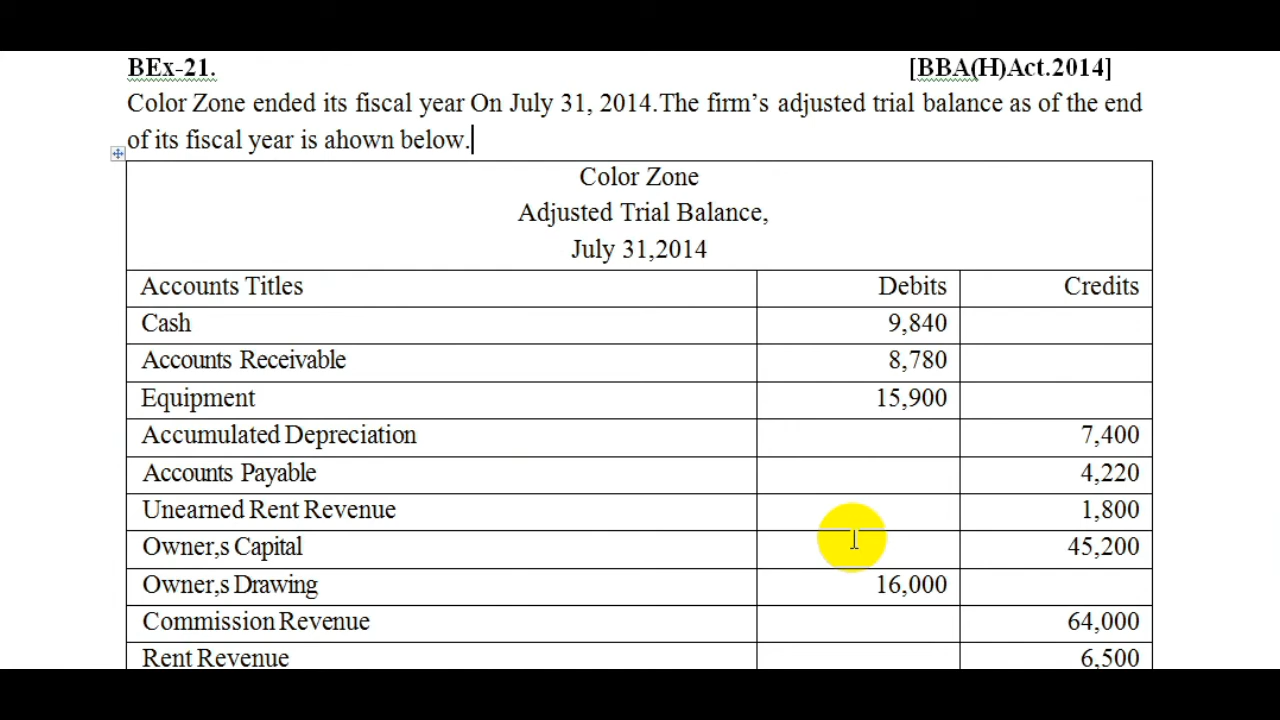 BEx-21. [BBA(H)Act.2014]
Color Zone ended its fiscal year On July 31, 2014.The firm's adjusted trial balance as of the end
of its fiscal year is ahown below.
Color Zone
Adjusted Trial Balance,
July 31,2014
Accounts Titles Debits Credits
Cash 9,840
Accounts Receivable 8,780
Equipment 15,900
Accumulated Depreciation 7,400
Accounts Payable 4,220
Unearned Rent Revenue 1,800
Owner,s Capital 45,200
Owner,s Drawing 16,000
Commission Revenue 64,000
Rent Revenue 6,500